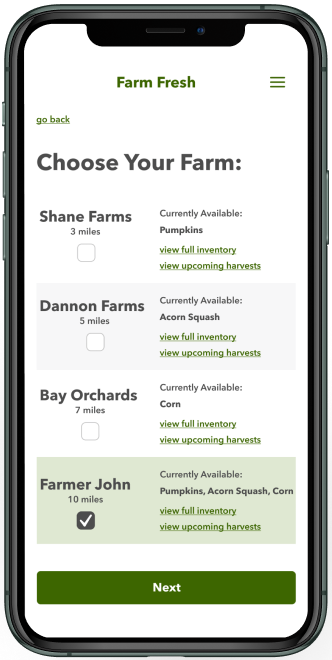 Farm Fresh
go back
Choose Your Farm:
Shane Farms
3 miles
Currently Available:
Pumpkins
view full inventory
view upcoming harvests
Dannon Farms
5 miles
Currently Available:
Acorn Squash
view full inventory
view upcoming harvests
Bay Orchards
7 miles
Currently Available:
Corn
view full inventory
view upcoming harvests
Farmer John
10 miles
Currently Available:
Pumpkins, Acorn Squash, Corn
view full inventory
view upcoming harvests
Next